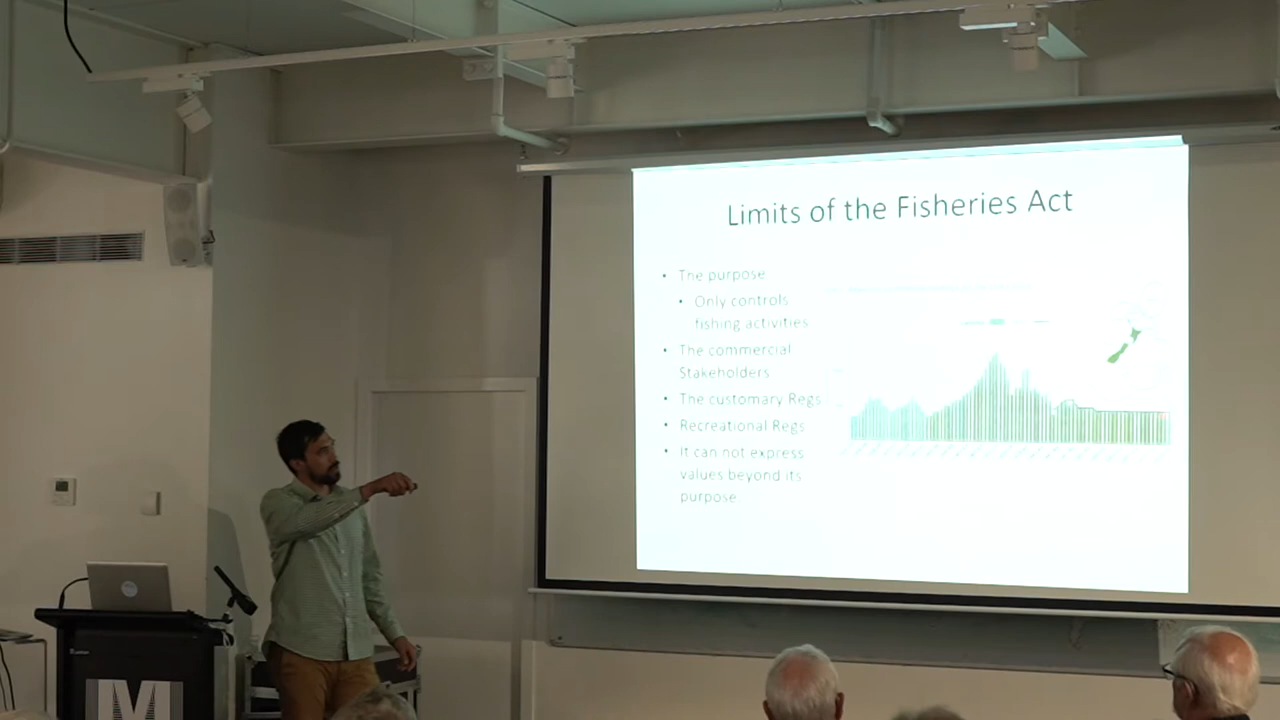 Limits of the Fisheries Act
• The purpose
• Only controls
fishing activities
• The commercial
Stakeholders
• The customary Regs
• Recreational Regs
• It can not express
values beyond its
purpose
M